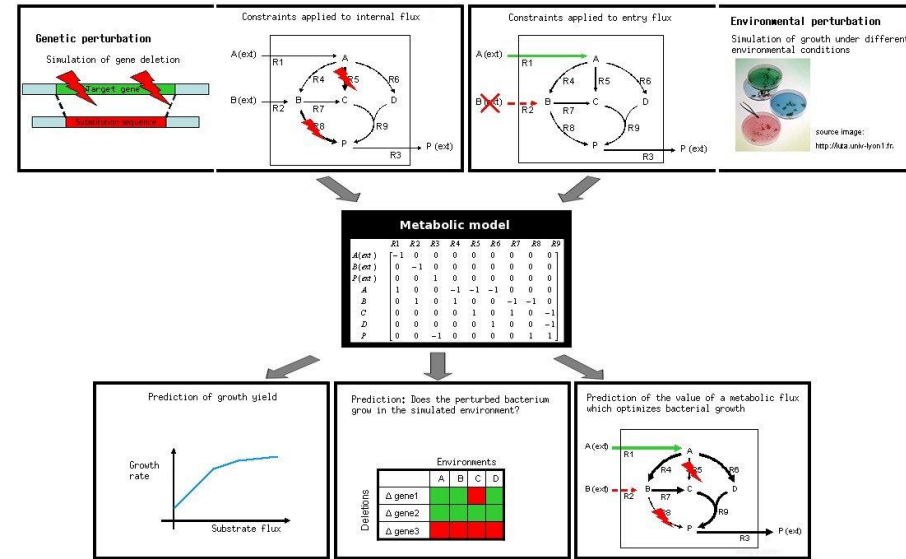 Genetic perturbation
Simulation of gene deletion
Target gene
Substitution sequence
Constraints applied to internal flux
A (ext)
R1
A
R4
R5
R6
B (ext)
R2
B
R7
C
D
R8
R9
P
R3
P (ext)
Constraints applied to entry flux
A (ext)
R1
A
R4
R5
R6
B (ext)
R2
B
R7
C
D
R8
R9
P
R3
P (ext)
Environmental perturbation
Simulation of growth under different
environmental conditions
source image:
http://luta.univ-lyon1.fr.
Metabolic model
R1 R2 R3 R4 R5 R6 R7 R8 R9
A(ext) -1 0 0 0 0 0 0 0 0
B(ext) 0 -1 0 0 0 0 0 0 0
P(ext) 0 0 1 0 0 0 0 0 0
A 1 0 0 -1 -1 -1 0 0 0
B 0 1 0 1 0 0 -1 -1 0
C 0 0 0 0 1 0 1 0 -1
D 0 0 0 0 0 1 0 0 -1
P 0 0 -1 0 0 0 0 1 1
Prediction of growth yield
Growth
rate
Substrate flux
Prediction: Does the perturbed bacterium
grow in the simulated environment?
Environments
A B C D
Deletions
Δ gene1
Δ gene2
Δ gene3
Prediction of the value of a metabolic flux
which optimizes bacterial growth
A (ext)
R1
A
R4
R5
R6
B (ext)
R2
B
R7
C
D
R8
R9
P
R3
P (ext)